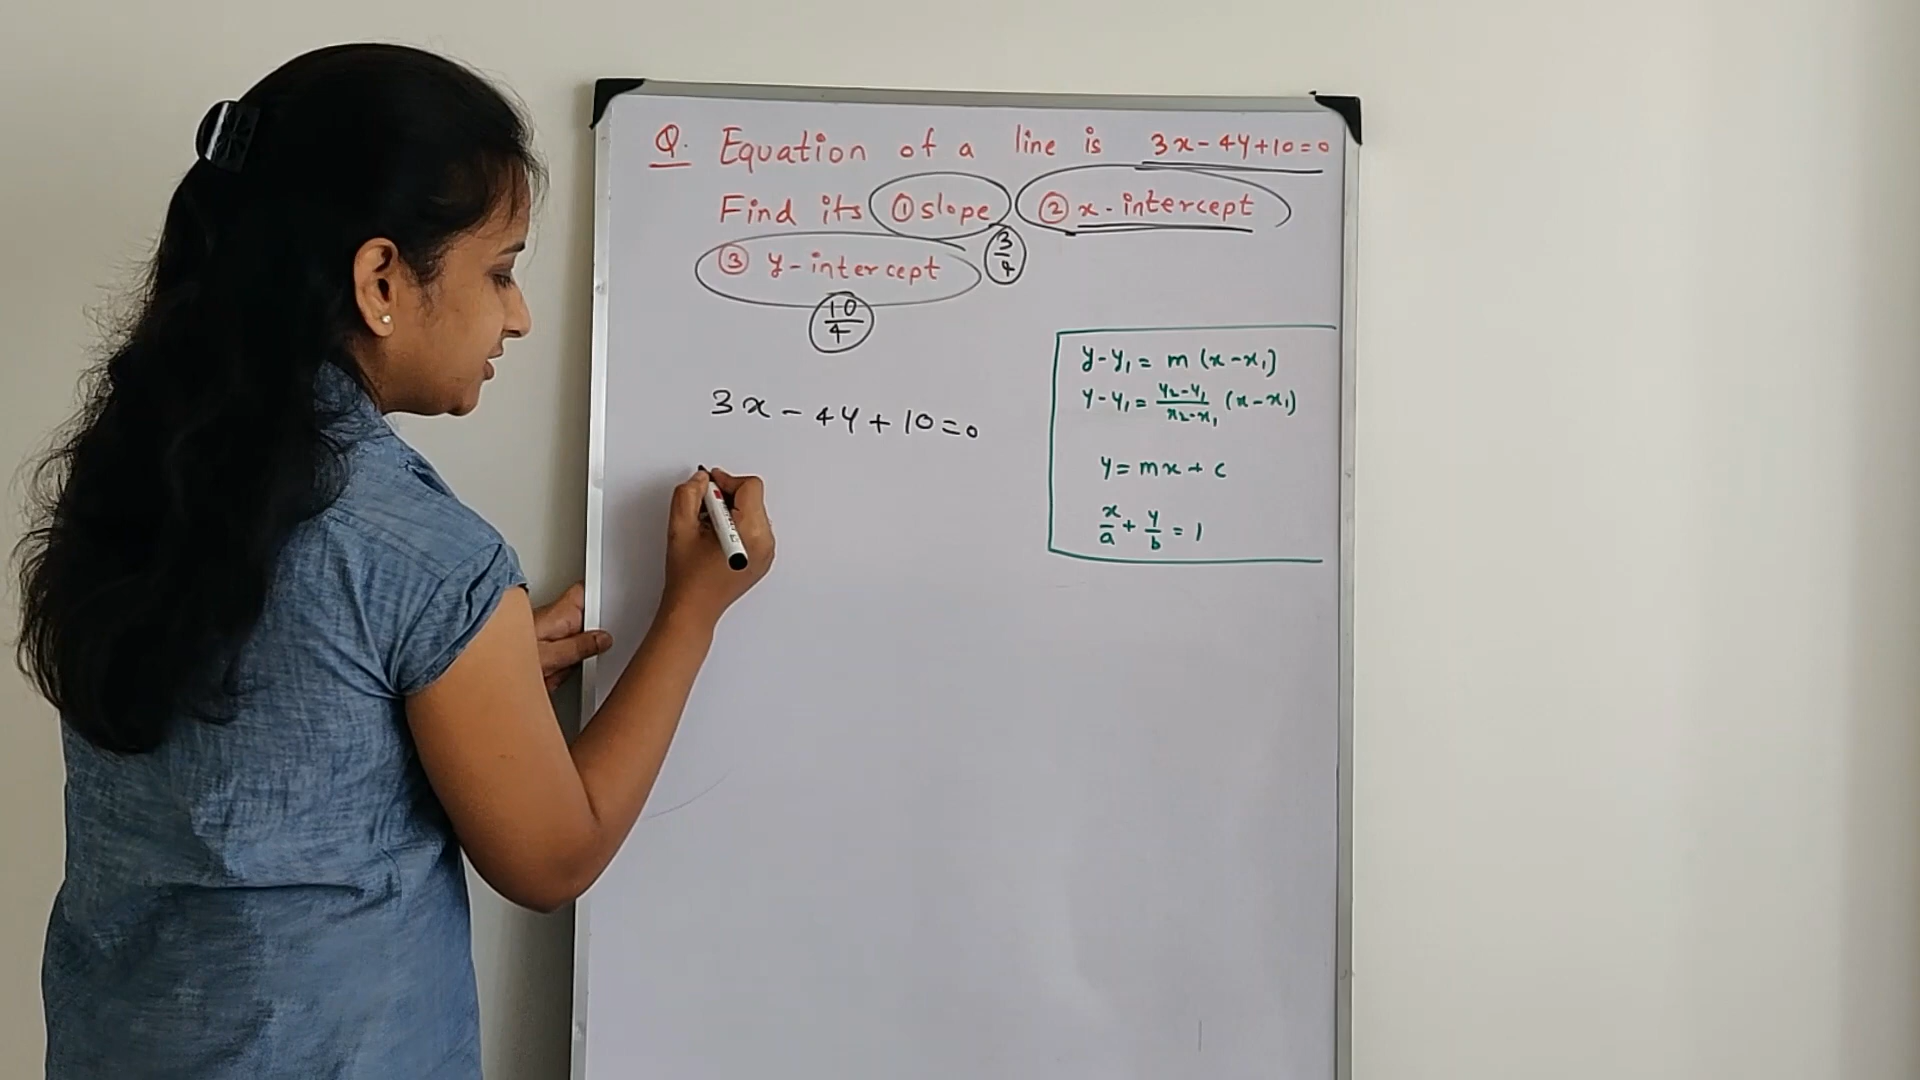 Q. Equation of a line is 3x-4y+10=0
Find its ① slope ② x-intercept
3/4
③ y-intercept
10/4
3x-4y+10=0
y-y₁= m (x-x₁)
y-y₁= (y₂-y₁)/(x₂-x₁) (x-x₁)
y= mx+c
x/a + y/b = 1